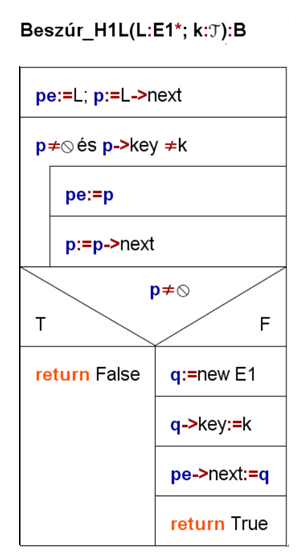 Beszúr_H1L(L:E1*; k:𝒯):B
pe:=L; p:=L->next
p≠⦸ és p->key ≠k
pe:=p
p:=p->next
p≠⦸
T F
return False
q:=new E1
q->key:=k
pe->next:=q
return True